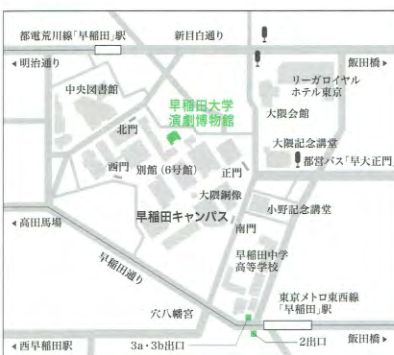 都電荒川線「早稲田」駅
新目白通り
◀明治通り
飯田橋▶
リーガロイヤル
ホテル東京
中央図書館
早稲田大学
演劇博物館
大隈会館
北門
大隈記念講堂
都営バス「早大正門」
西門
別館(6号館)
正門
大隈銅像
小野記念講堂
早稲田キャンパス
◀高田馬場
南門
早稲田通り
早稲田中学
高等学校
東京メトロ東西線
「早稲田」駅
穴八幡宮
◀西早稲田駅
3a・3b出口
2出口
飯田橋▶